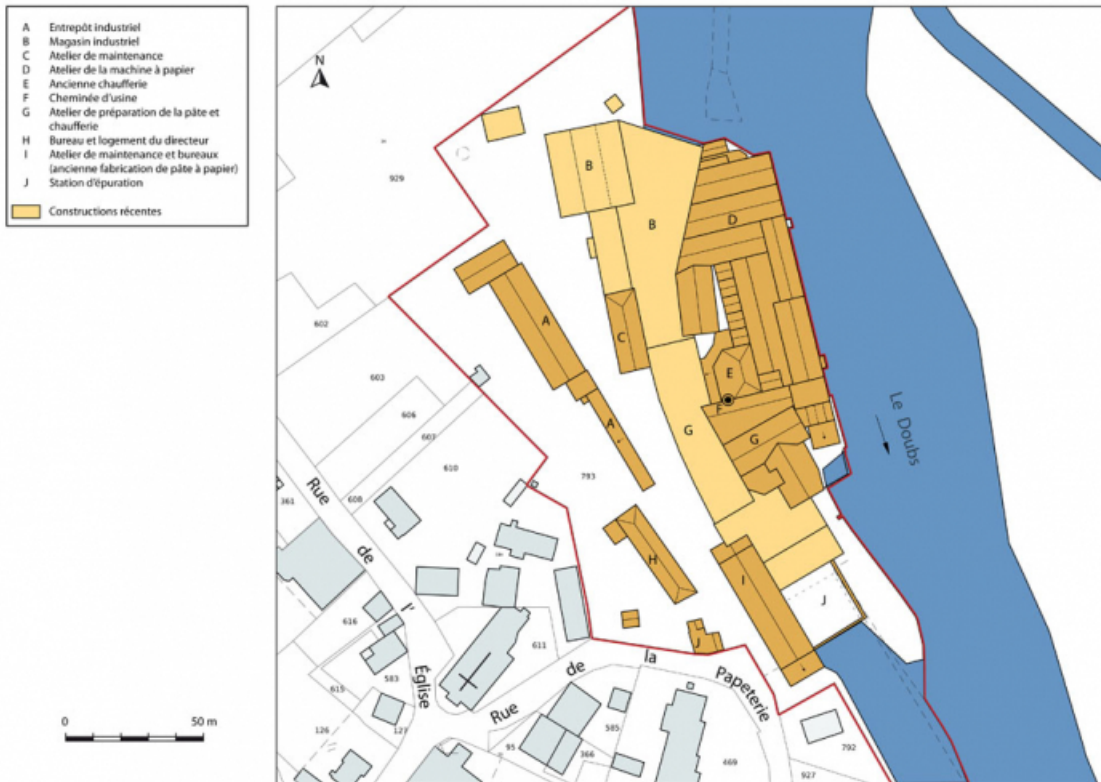 A Entrepôt industriel
B Magasin industriel
C Atelier de maintenance
D Atelier de la machine à papier
E Ancienne chaufferie
F Cheminée d'usine
G Atelier de préparation de la pâte et
chaufferie
H Bureau et logement du directeur
I Atelier de maintenance et bureaux
(ancienne fabrication de pâte à papier)
J Station d'épuration
Constructions récentes
N
929
B
B
D
A
C
E
F
602
603
606
607
610
608
361
A
G
G
793
Le Doubs
H
I
J
J
616
611
615
583
126
127
Rue de l' Église
Rue de la Papeterie
95
366
585
469
792
927
0 50 m